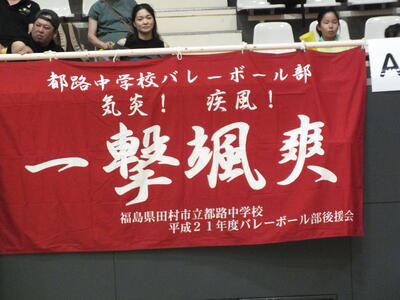 都路中学校バレーボール部
気炎！　疾風！
一撃颯爽
福島県田村市立都路中学校
平成２１年度バレーボール部後援会
A